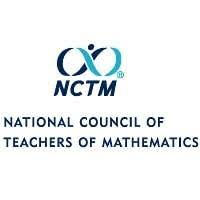 ®
NCTM
NATIONAL COUNCIL OF
TEACHERS OF MATHEMATICS